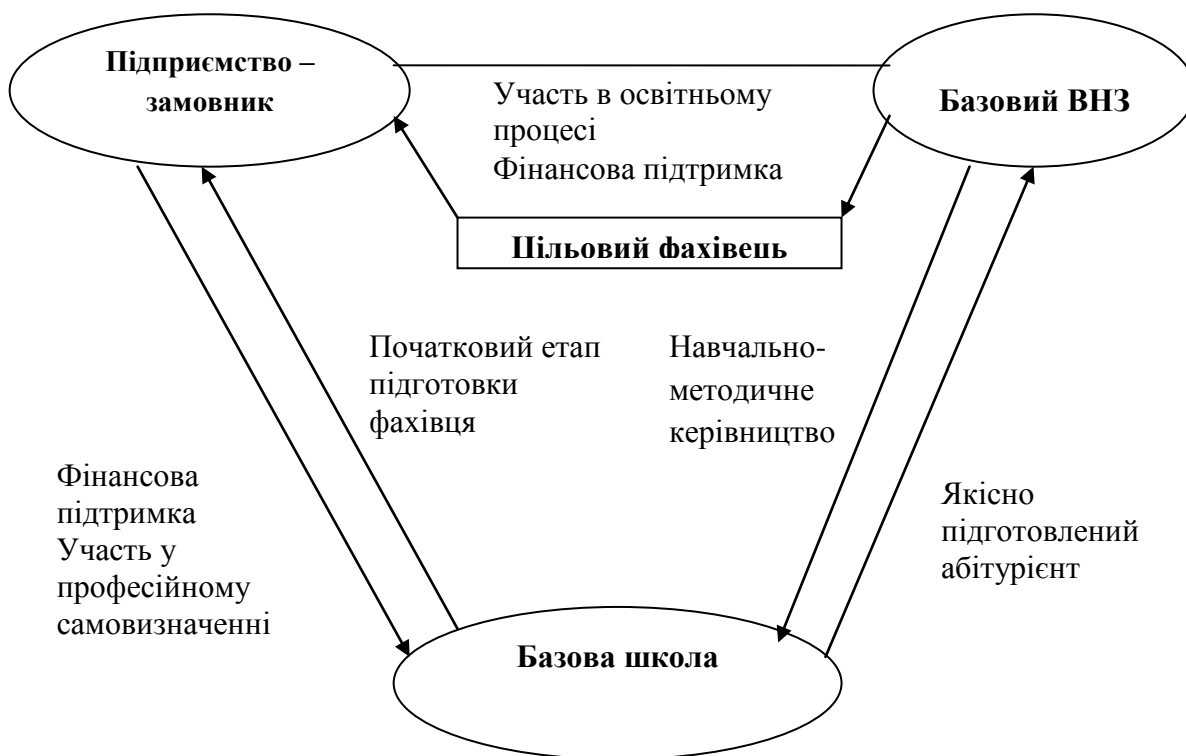 Підприємство –
замовник
Базовий ВНЗ
Участь в освітньому
процесі
Фінансова підтримка
Цільовий фахівець
Початковий етап
підготовки
фахівця
Навчально-
методичне
керівництво
Фінансова
підтримка
Участь у
професійному
самовизначенні
Якісно
підготовлений
абітурієнт
Базова школа